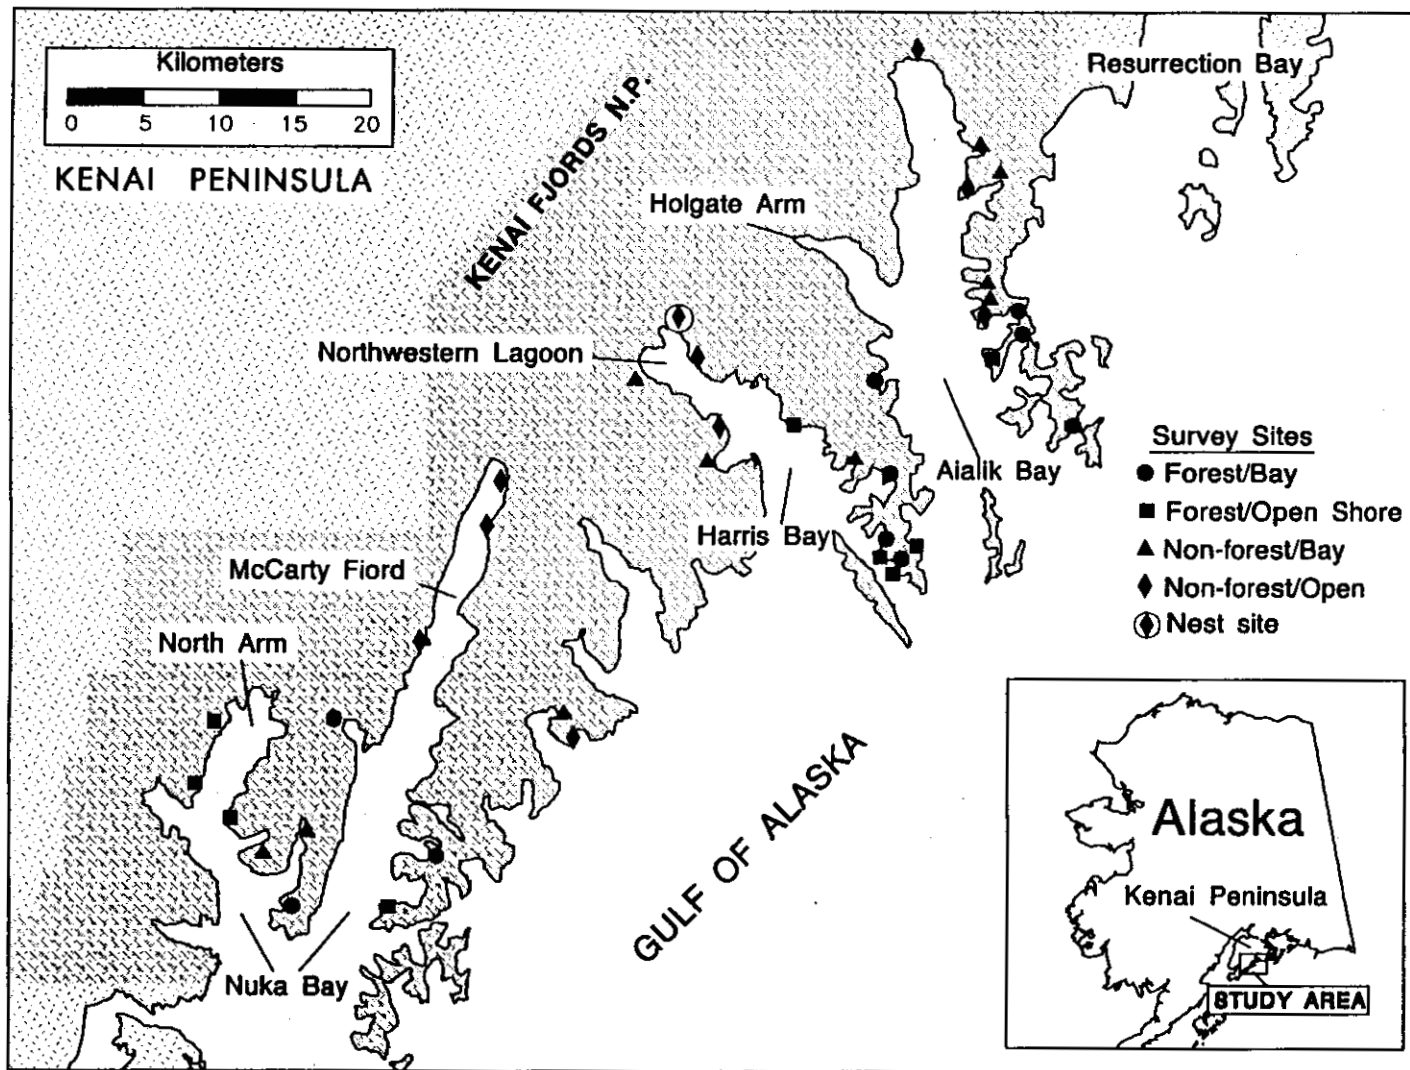 Kilometers
0 5 10 15 20
KENAI PENINSULA
KENAI FJORDS N.P.
Resurrection Bay
Holgate Arm
Northwestern Lagoon
Aialik Bay
Harris Bay
McCarty Fiord
North Arm
Nuka Bay
GULF OF ALASKA
Survey Sites
Forest/Bay
Forest/Open Shore
Non-forest/Bay
Non-forest/Open
Nest site
Alaska
Kenai Peninsula
STUDY AREA